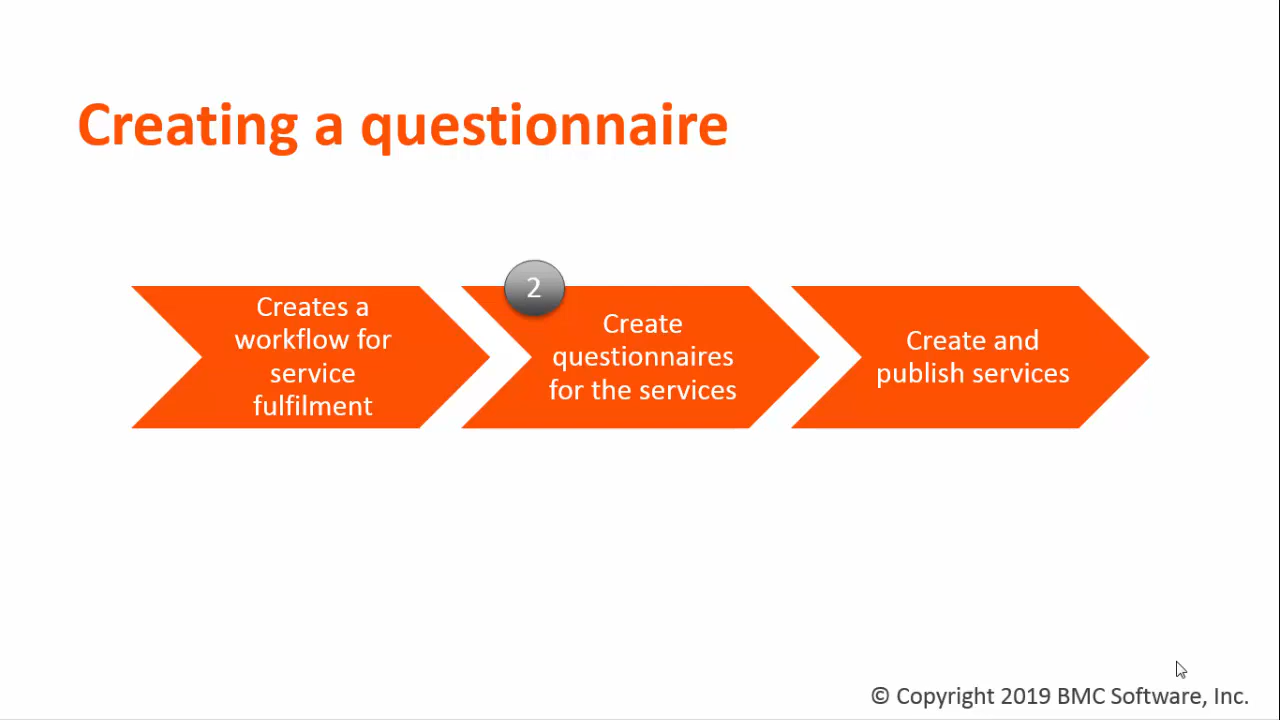 Creating a questionnaire
2
Creates a
workflow for
service
fulfilment
Create
questionnaires
for the services
Create and
publish services
© Copyright 2019 BMC Software, Inc.